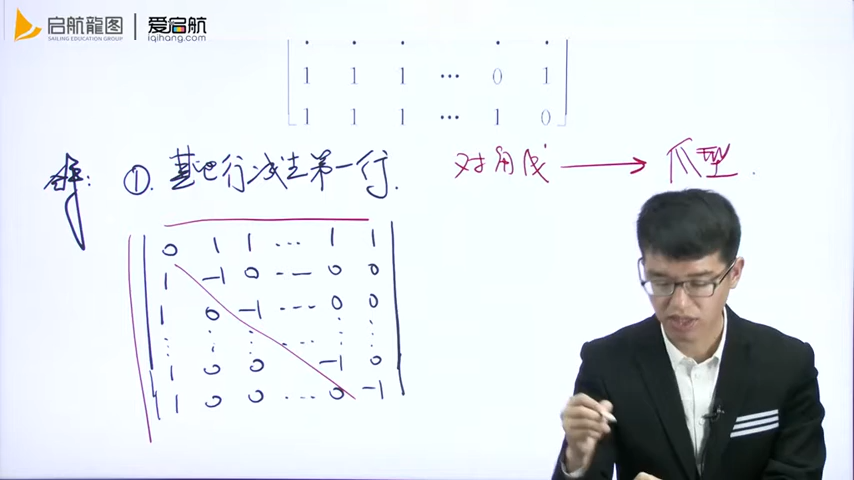 启航龍图 爱启航
SAILING EDUCATION GROUP iqihang.com
1 1 1 … 0 1
1 1 1 … 1 0
解:
①. 其他行减去第一行. 对角线 → 爪型.
0 1 1 … 1 1
1 -1 0 … 0 0
1 0 -1 … 0 0
⋮ ⋮ ⋮ … ⋮ ⋮
1 0 0 -1 0
1 0 0 … 0 -1